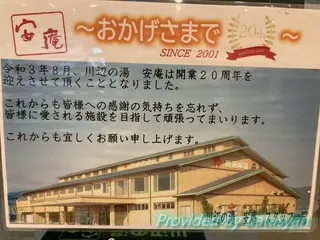 安庵
～おかげさまで～
20th
Anniversary
SINCE 2001
令和3年8月、川辺の湯 安庵は開業20周年を
迎えさせて頂くこととなりました。
これからも皆様への感謝の気持ちを忘れず、
皆様に愛される施設を目指して頑張ってまいります。
これからも宜しくお願い申し上げます。
Provided by